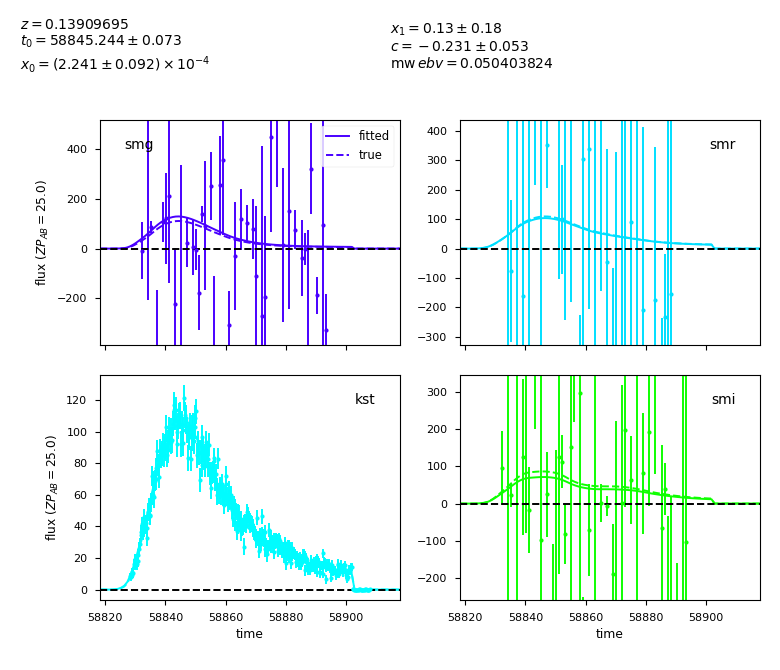 z = 0.13909695
t₀ = 58845.244 ± 0.073
x₀ = (2.241 ± 0.092) × 10⁻⁴
x₁ = 0.13 ± 0.18
c = −0.231 ± 0.053
mw ebv = 0.050403824
smg
fitted
true
400
200
0
−200
flux (ZP_AB = 25.0)
smr
400
300
200
100
0
−100
−200
−300
kst
120
100
80
60
40
20
0
flux (ZP_AB = 25.0)
58820 58840 58860 58880 58900
time
smi
300
200
100
0
−100
−200
58820 58840 58860 58880 58900
time